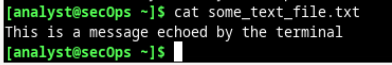 [analyst@secOps ~]$ cat some_text_file.txt
This is a message echoed by the terminal
[analyst@secOps ~]$